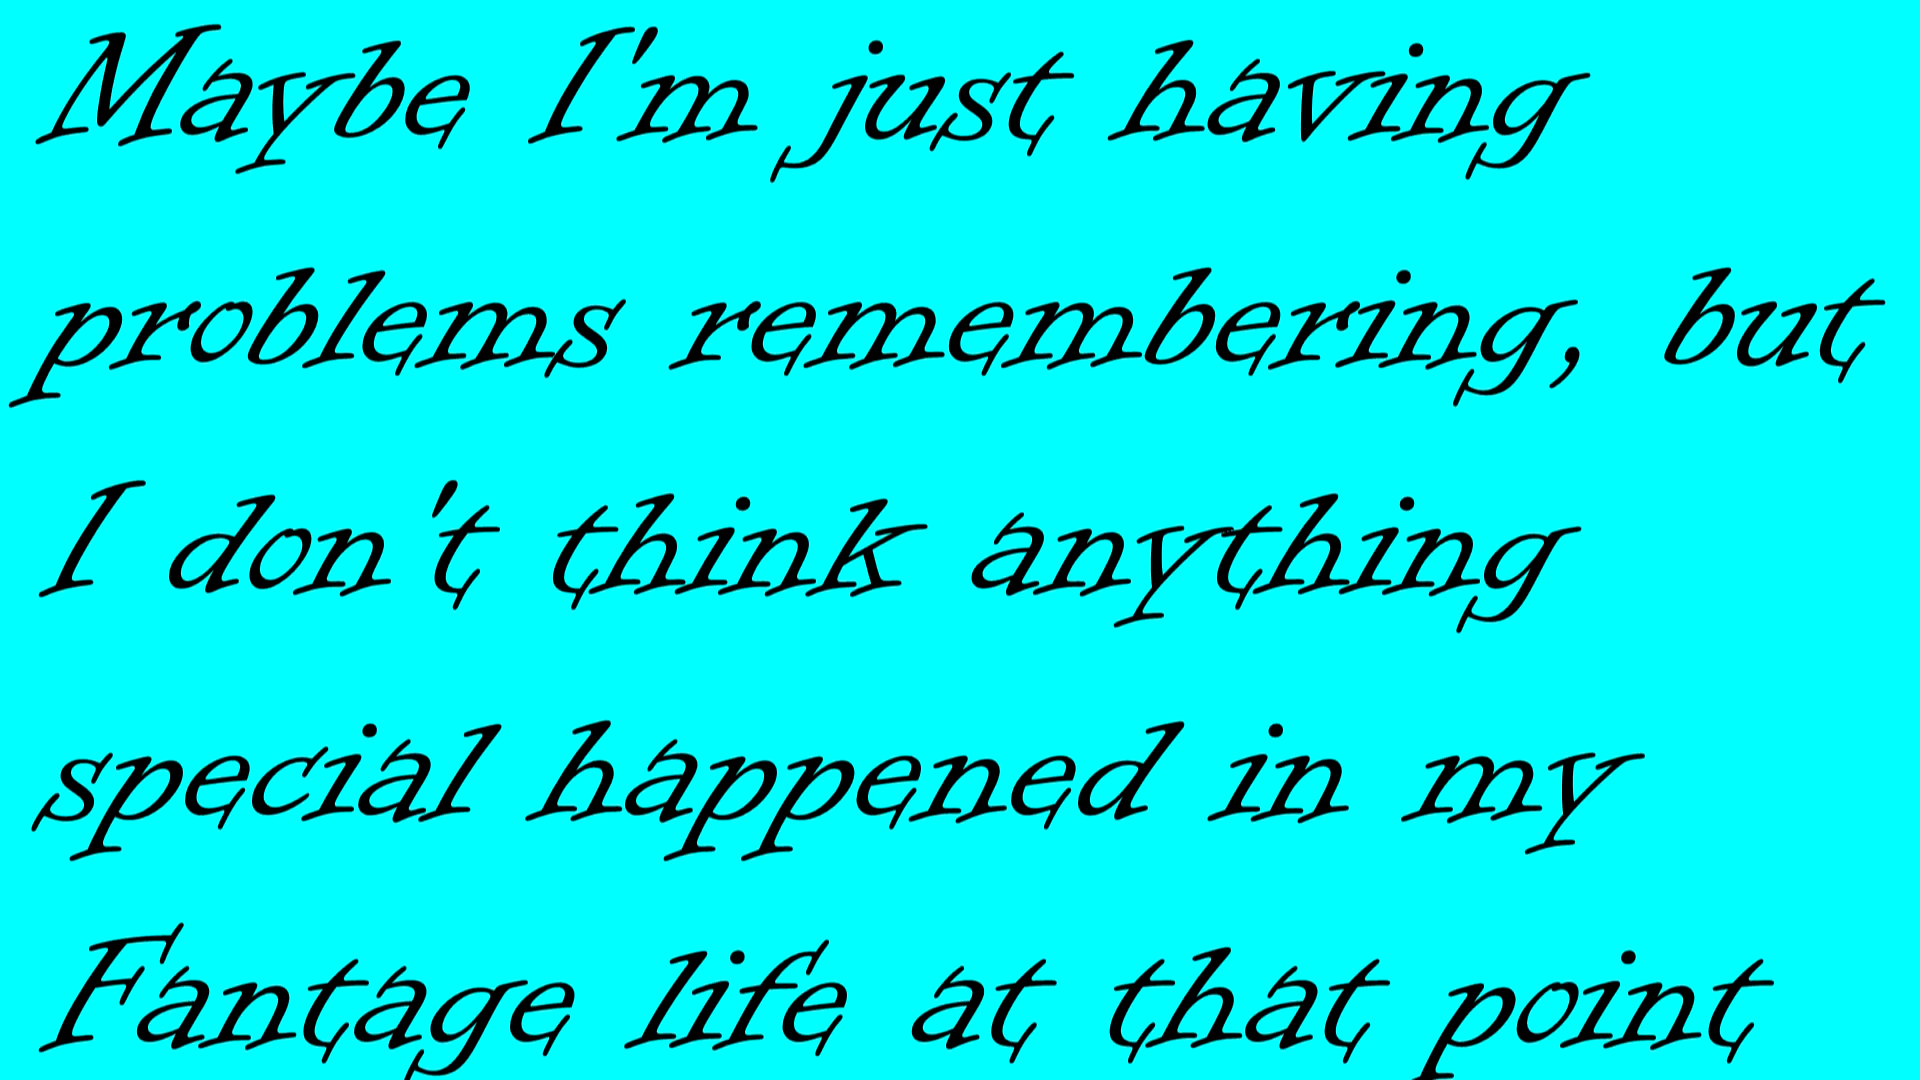 Maybe I'm just having
problems remembering, but
I don't think anything
special happened in my
Fantage life at that point